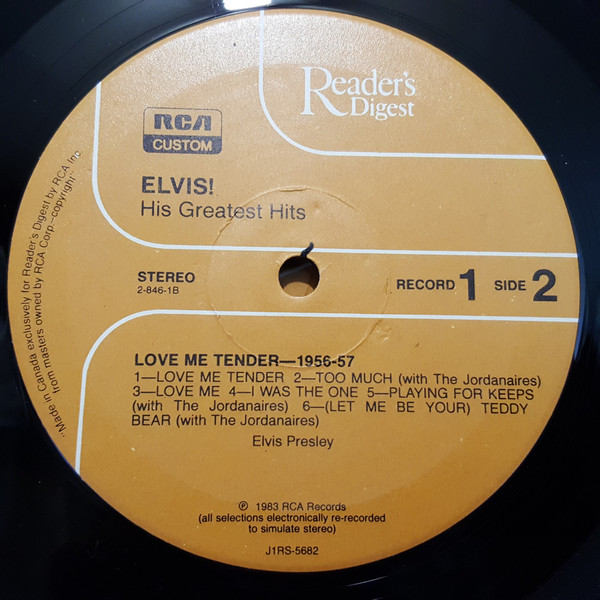 Reader's
Digest
RCA
CUSTOM
ELVIS!
His Greatest Hits
STEREO
2-846-1B
RECORD 1 SIDE 2
LOVE ME TENDER—1956-57
1—LOVE ME TENDER 2—TOO MUCH (with The Jordanaires)
3—LOVE ME 4—I WAS THE ONE 5—PLAYING FOR KEEPS
(with The Jordanaires) 6—(LET ME BE YOUR) TEDDY
BEAR (with The Jordanaires)
Elvis Presley
℗ 1983 RCA Records
(all selections electronically re-recorded
to simulate stereo)
J1RS-5682
"Made in Canada exclusively for Reader's Digest by RCA Inc
from masters owned by RCA Corp—copyright"